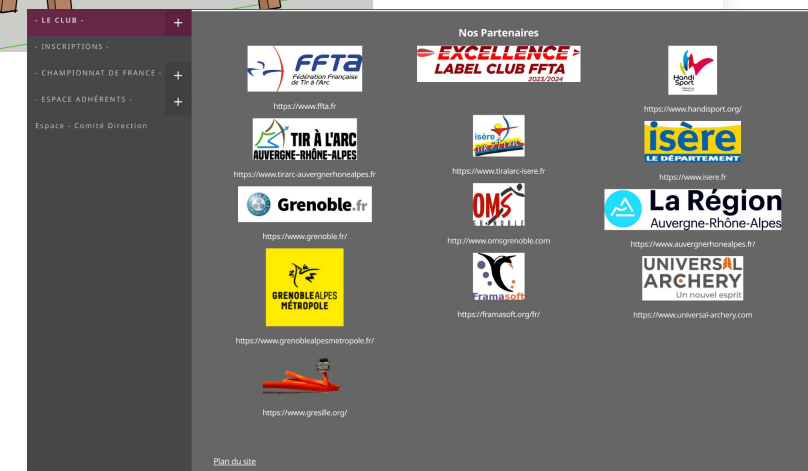 - LE CLUB -
+
- INSCRIPTIONS -
- CHAMPIONNAT DE FRANCE -
+
- ESPACE ADHÉRENTS -
+
Espace - Comité Direction
Nos Partenaires
FFTA
Fédération Française
de Tir à l'Arc
https://www.ffta.fr
EXCELLENCE
LABEL CLUB FFTA
2023/2024
Handi
Sport
https://www.handisport.org/
TIR À L'ARC
AUVERGNE-RHÔNE-ALPES
https://www.tirarc-auvergnerhonealpes.fr
isère
TIR À L'ARC
https://www.tiralarc-isere.fr
isère
LE DÉPARTEMENT
https://www.isere.fr
Grenoble.fr
https://www.grenoble.fr/
OMS
GRENOBLE
http://www.omsgrenoble.com
La Région
Auvergne-Rhône-Alpes
https://www.auvergnerhonealpes.fr/
GRENOBLEALPES
MÉTROPOLE
https://www.grenoblealpesmetropole.fr/
Framasoft
https://framasoft.org/fr/
UNIVERSAL
ARCHERY
Un nouvel esprit
https://www.universal-archery.com
https://www.gresille.org/
Plan du site